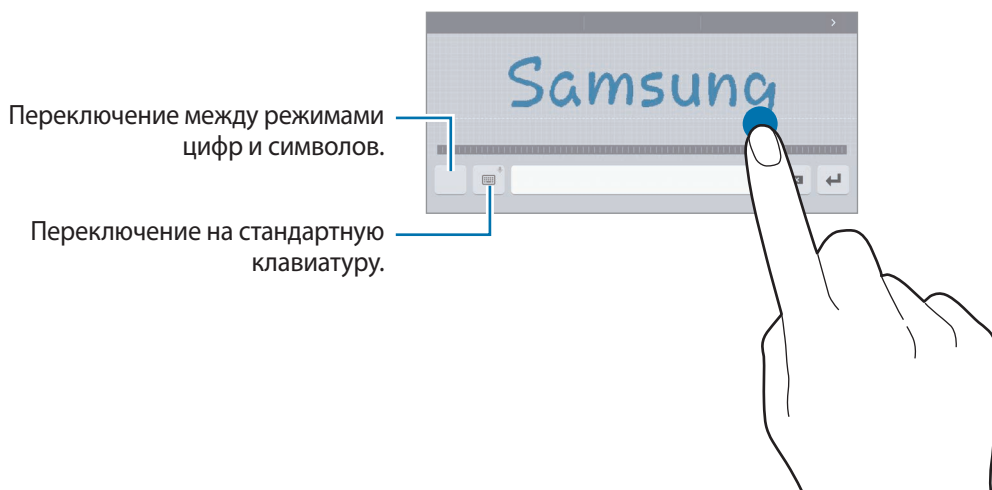 Samsung
Переключение между режимами
цифр и символов.
Переключение на стандартную
клавиатуру.